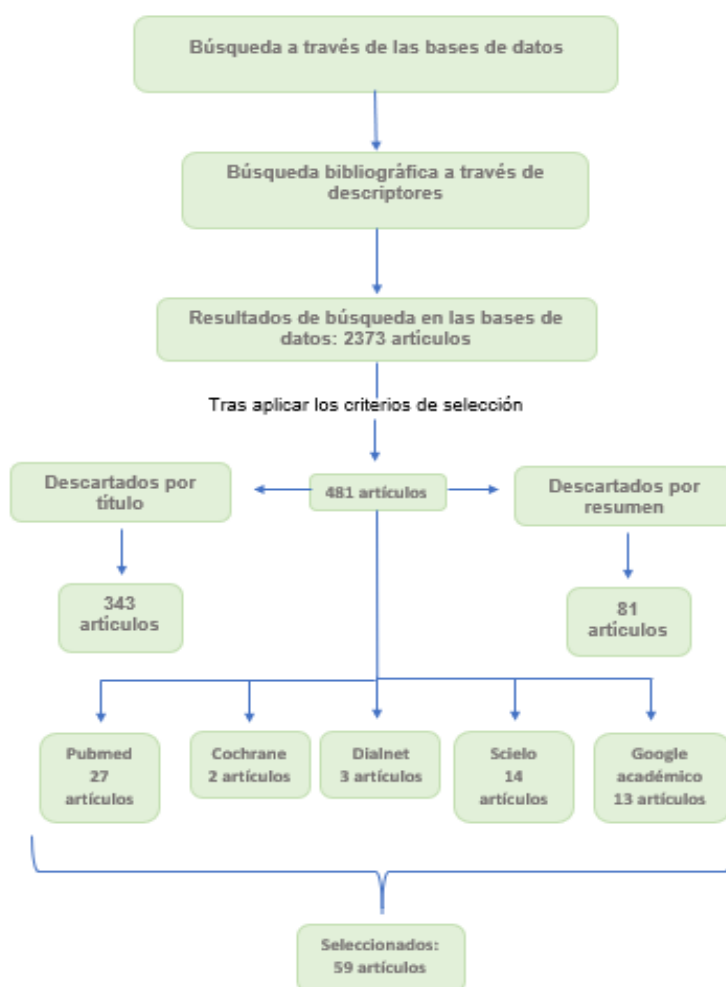 Búsqueda a través de las bases de datos
Búsqueda bibliográfica a través de
descriptores
Resultados de búsqueda en las bases de
datos: 2373 artículos
Tras aplicar los criterios de selección
Descartados por
título
481 artículos
Descartados por
resumen
343
artículos
81
artículos
Pubmed
27
artículos
Cochrane
2 artículos
Dialnet
3 artículos
Scielo
14
artículos
Google
académico
13 artículos
Seleccionados:
59 artículos